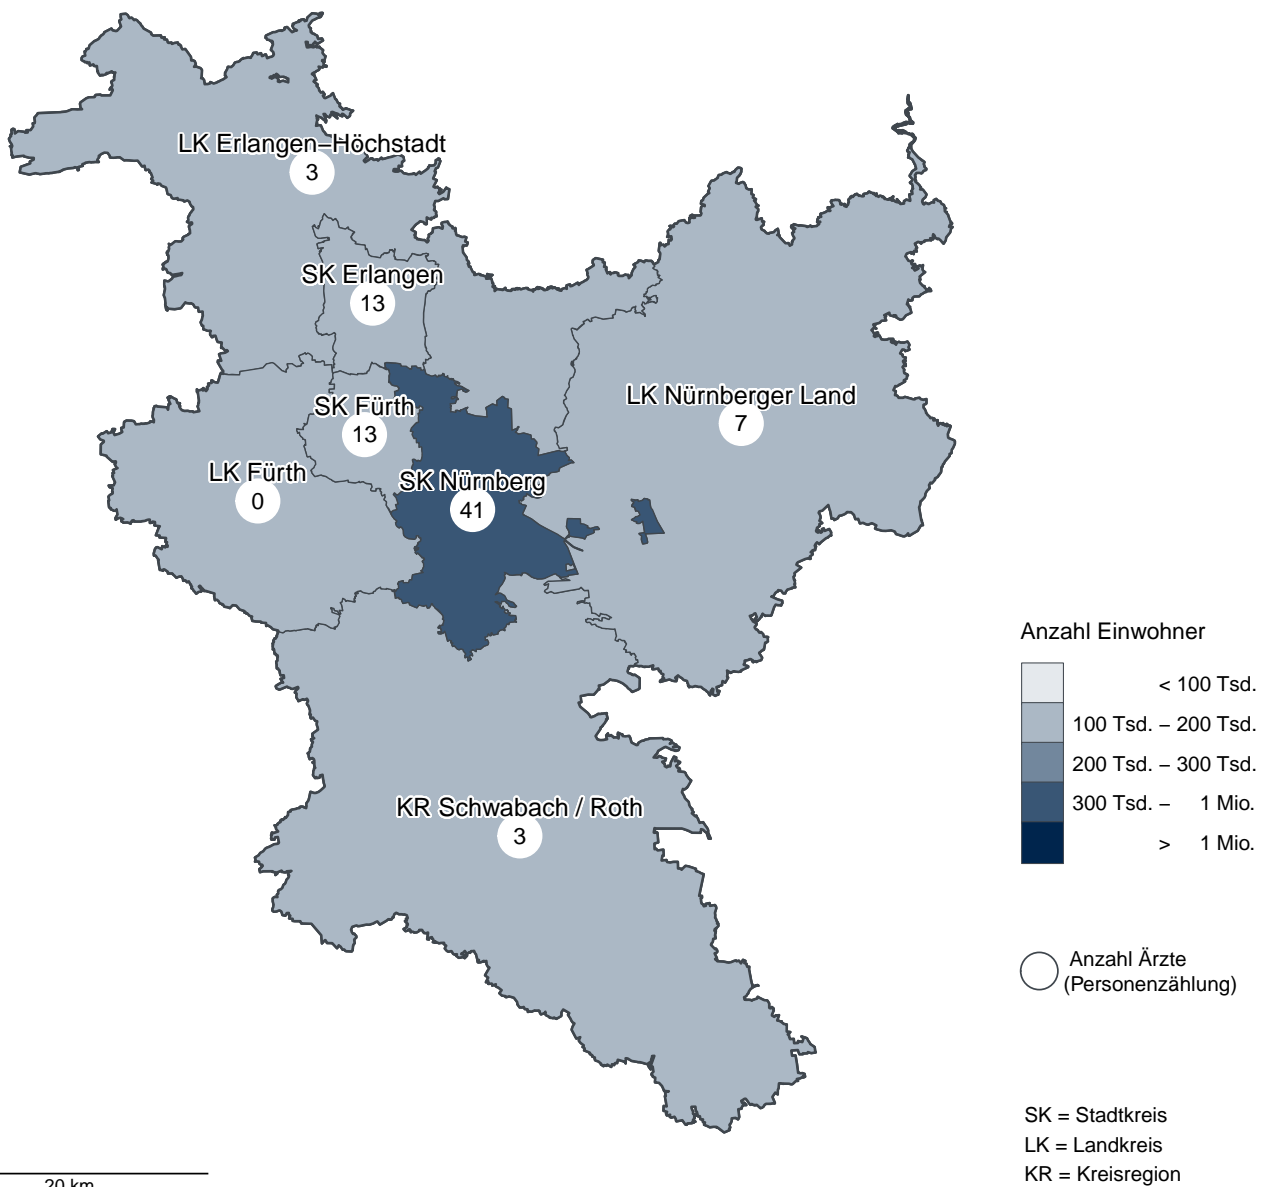 LK Erlangen–Höchstadt
3
SK Erlangen
13
SK Fürth
13
LK Nürnberger Land
7
LK Fürth
0
SK Nürnberg
41
KR Schwabach / Roth
3
Anzahl Einwohner
< 100 Tsd.
100 Tsd. – 200 Tsd.
200 Tsd. – 300 Tsd.
300 Tsd. – 1 Mio.
> 1 Mio.
Anzahl Ärzte
(Personenzählung)
SK = Stadtkreis
LK = Landkreis
KR = Kreisregion
20 km